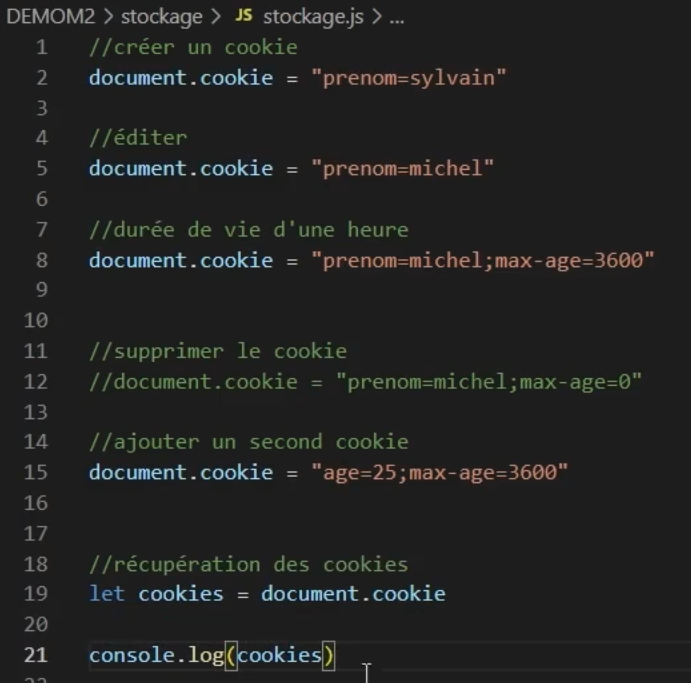 DEMOM2 > stockage > JS stockage.js > ...
1 //créer un cookie
2 document.cookie = "prenom=sylvain"
3
4 //éditer
5 document.cookie = "prenom=michel"
6
7 //durée de vie d'une heure
8 document.cookie = "prenom=michel;max-age=3600"
9
10
11 //supprimer le cookie
12 //document.cookie = "prenom=michel;max-age=0"
13
14 //ajouter un second cookie
15 document.cookie = "age=25;max-age=3600"
16
17
18 //récupération des cookies
19 let cookies = document.cookie
20
21 console.log(cookies)
22